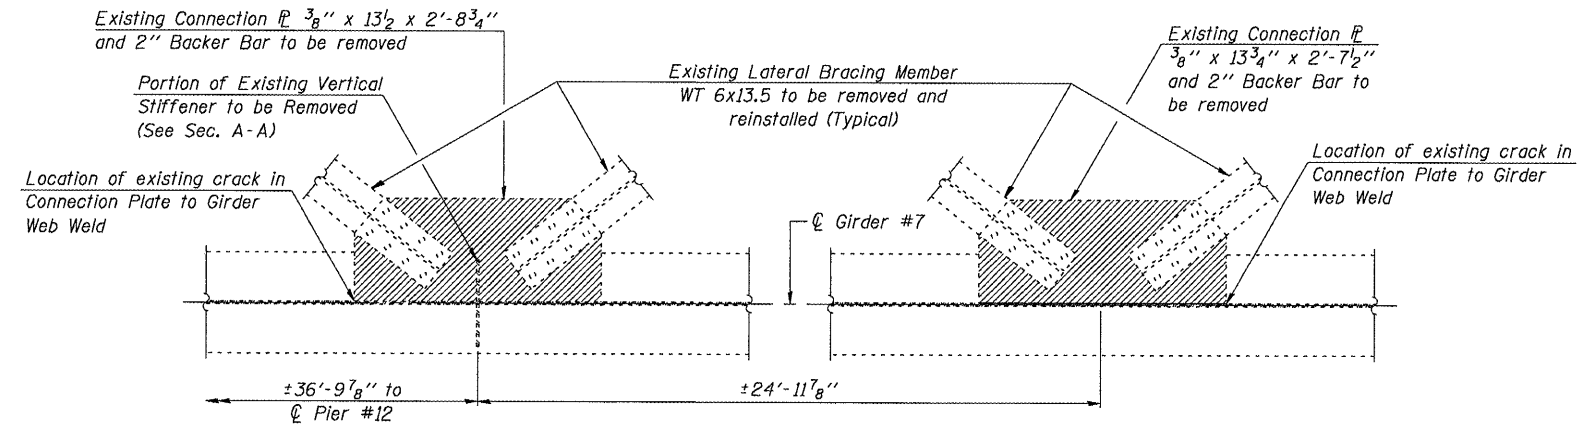 Existing Connection ℙ 3/8" x 13 1/2 x 2'-8 3/4"
and 2" Backer Bar to be removed
Portion of Existing Vertical
Stiffener to be Removed
(See Sec. A-A)
Location of existing crack in
Connection Plate to Girder
Web Weld
Existing Lateral Bracing Member
WT 6x13.5 to be removed and
reinstalled (Typical)
Existing Connection ℙ
3/8" x 13 3/4" x 2'-7 1/2"
and 2" Backer Bar to
be removed
Location of existing crack in
Connection Plate to Girder
Web Weld
℄ Girder #7
±36'-9 7/8" to
℄ Pier #12
±24'-11 7/8"